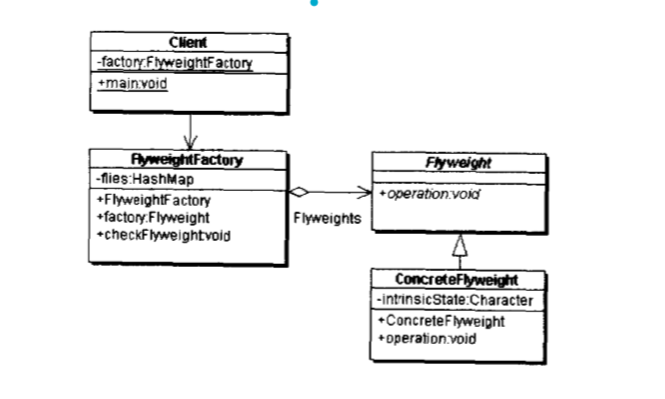 Client
-factory:FlyweightFactory
+main:void
FlyweightFactory
-flies:HashMap
+FlyweightFactory
+factory:Flyweight
+checkFlyweight:void
Flyweights
Flyweight
+operation:void
ConcreteFlyweight
-intrinsicState:Character
+ConcreteFlyweight
+operation:void